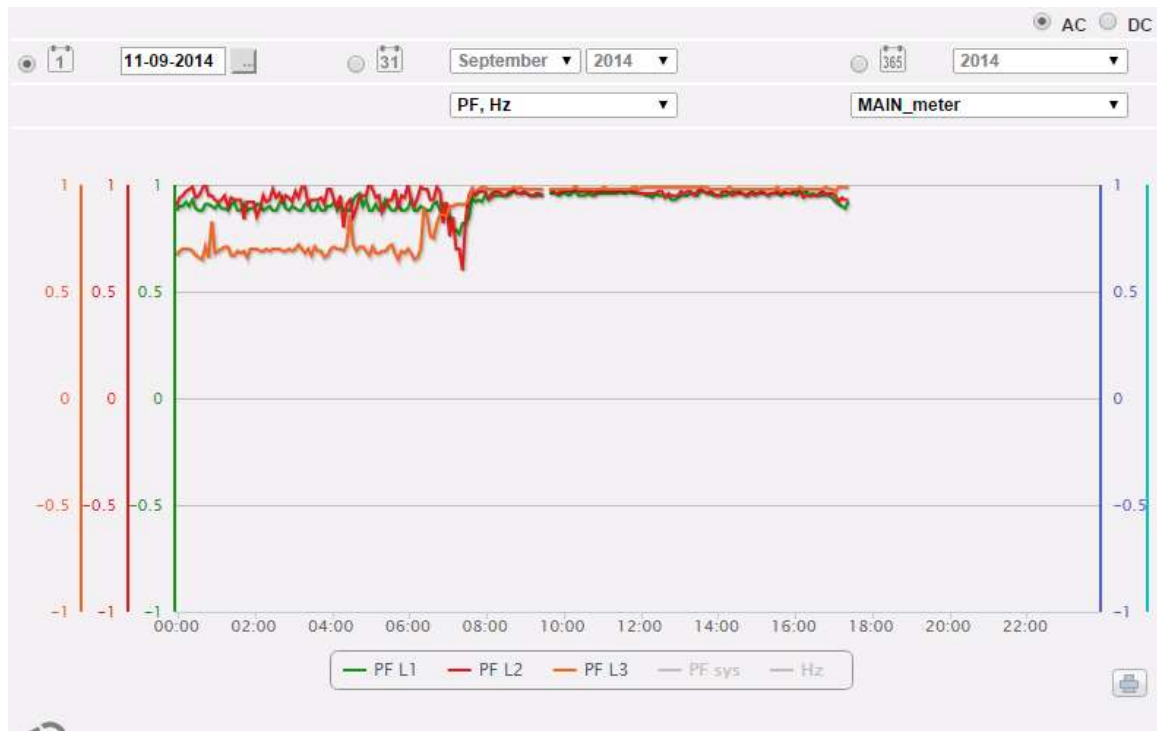 AC DC
1 11-09-2014 ... 31 September 2014 365 2014
PF, Hz MAIN_meter
1 1 1 1
0.5 0.5 0.5 0.5
0 0 0 0
-0.5 -0.5 -0.5 -0.5
-1 -1 -1 -1
00:00 02:00 04:00 06:00 08:00 10:00 12:00 14:00 16:00 18:00 20:00 22:00
PF L1 PF L2 PF L3 PF sys Hz